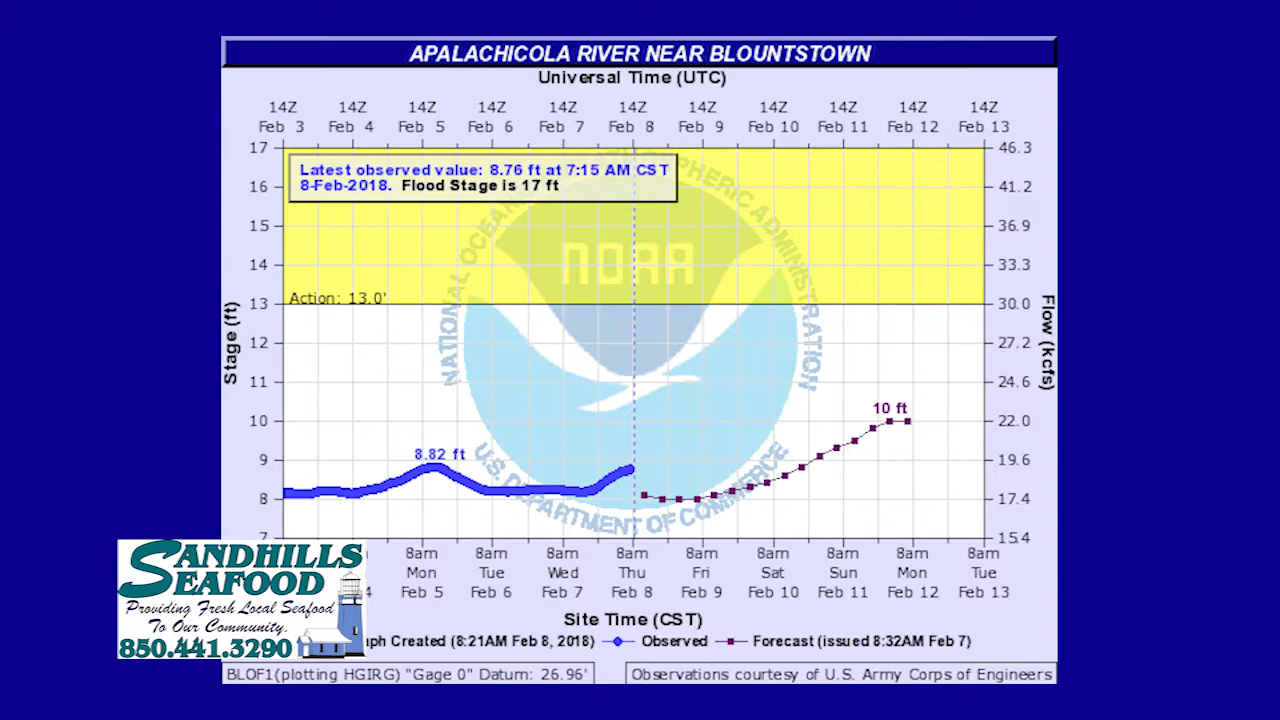 APALACHICOLA RIVER NEAR BLOUNTSTOWN
Universal Time (UTC)
14Z 14Z 14Z 14Z 14Z 14Z 14Z 14Z 14Z 14Z 14Z
Feb 3 Feb 4 Feb 5 Feb 6 Feb 7 Feb 8 Feb 9 Feb 10 Feb 11 Feb 12 Feb 13
17 46.3
Latest observed value: 8.76 ft at 7:15 AM CST
8-Feb-2018. Flood Stage is 17 ft
16 41.2
15 36.9
14 33.3
Action: 13.0'
13 30.0
12 27.2
11 24.6
10 22.0
9 19.6
8 17.4
7 15.4
Stage (ft)
Flow (kcfs)
NOAA
NATIONAL OCEANIC ATMOSPHERIC ADMINISTRATION
U.S. DEPARTMENT OF COMMERCE
8.82 ft
10 ft
8am 8am 8am 8am 8am 8am 8am 8am 8am
Mon Tue Wed Thu Fri Sat Sun Mon Tue
4 Feb 5 Feb 6 Feb 7 Feb 8 Feb 9 Feb 10 Feb 11 Feb 12 Feb 13
Site Time (CST)
ph Created (8:21AM Feb 8, 2018) Observed Forecast (issued 8:32AM Feb 7)
BLOF1(plotting HGIRG) "Gage 0" Datum: 26.96'
Observations courtesy of U.S. Army Corps of Engineers
SANDHILLS
SEAFOOD
Providing Fresh Local Seafood
To Our Community.
850.441.3290